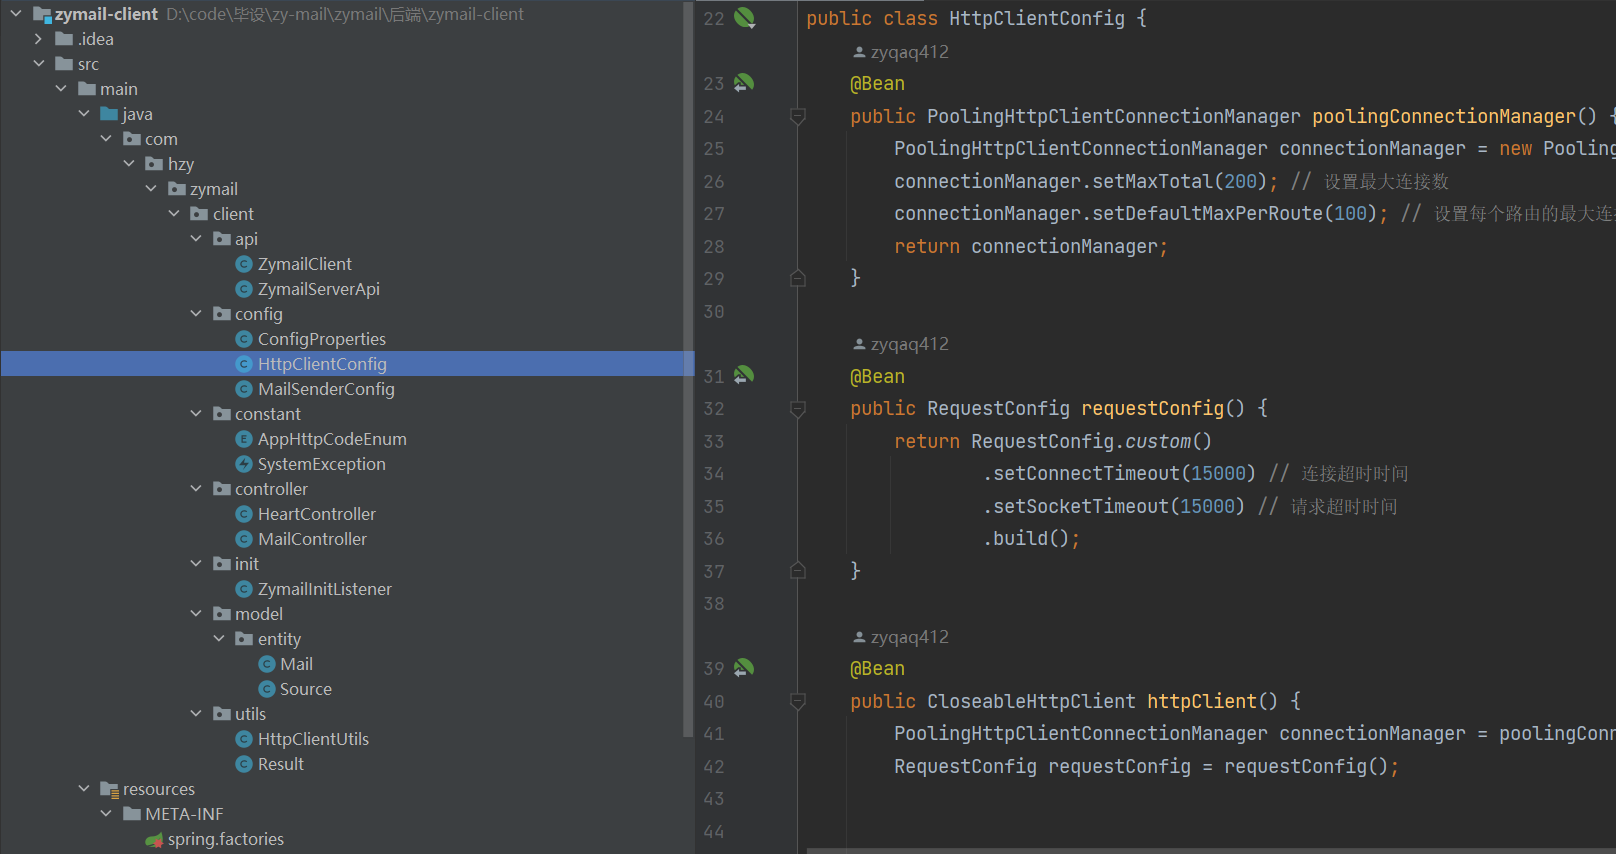 zymail-client D:\code\毕设\zy-mail\zymail\后端\zymail-client
.idea
src
main
java
com
hzy
zymail
client
api
ZymailClient
ZymailServerApi
config
ConfigProperties
HttpClientConfig
MailSenderConfig
constant
AppHttpCodeEnum
SystemException
controller
HeartController
MailController
init
ZymailInitListener
model
entity
Mail
Source
utils
HttpClientUtils
Result
resources
META-INF
spring.factories
22 public class HttpClientConfig {
zyqaq412
23 @Bean
24 public PoolingHttpClientConnectionManager poolingConnectionManager() {
25 PoolingHttpClientConnectionManager connectionManager = new Pooling
26 connectionManager.setMaxTotal(200); // 设置最大连接数
27 connectionManager.setDefaultMaxPerRoute(100); // 设置每个路由的最大连
28 return connectionManager;
29 }
30
zyqaq412
31 @Bean
32 public RequestConfig requestConfig() {
33 return RequestConfig.custom()
34 .setConnectTimeout(15000) // 连接超时时间
35 .setSocketTimeout(15000) // 请求超时时间
36 .build();
37 }
38
zyqaq412
39 @Bean
40 public CloseableHttpClient httpClient() {
41 PoolingHttpClientConnectionManager connectionManager = poolingConn
42 RequestConfig requestConfig = requestConfig();
43
44